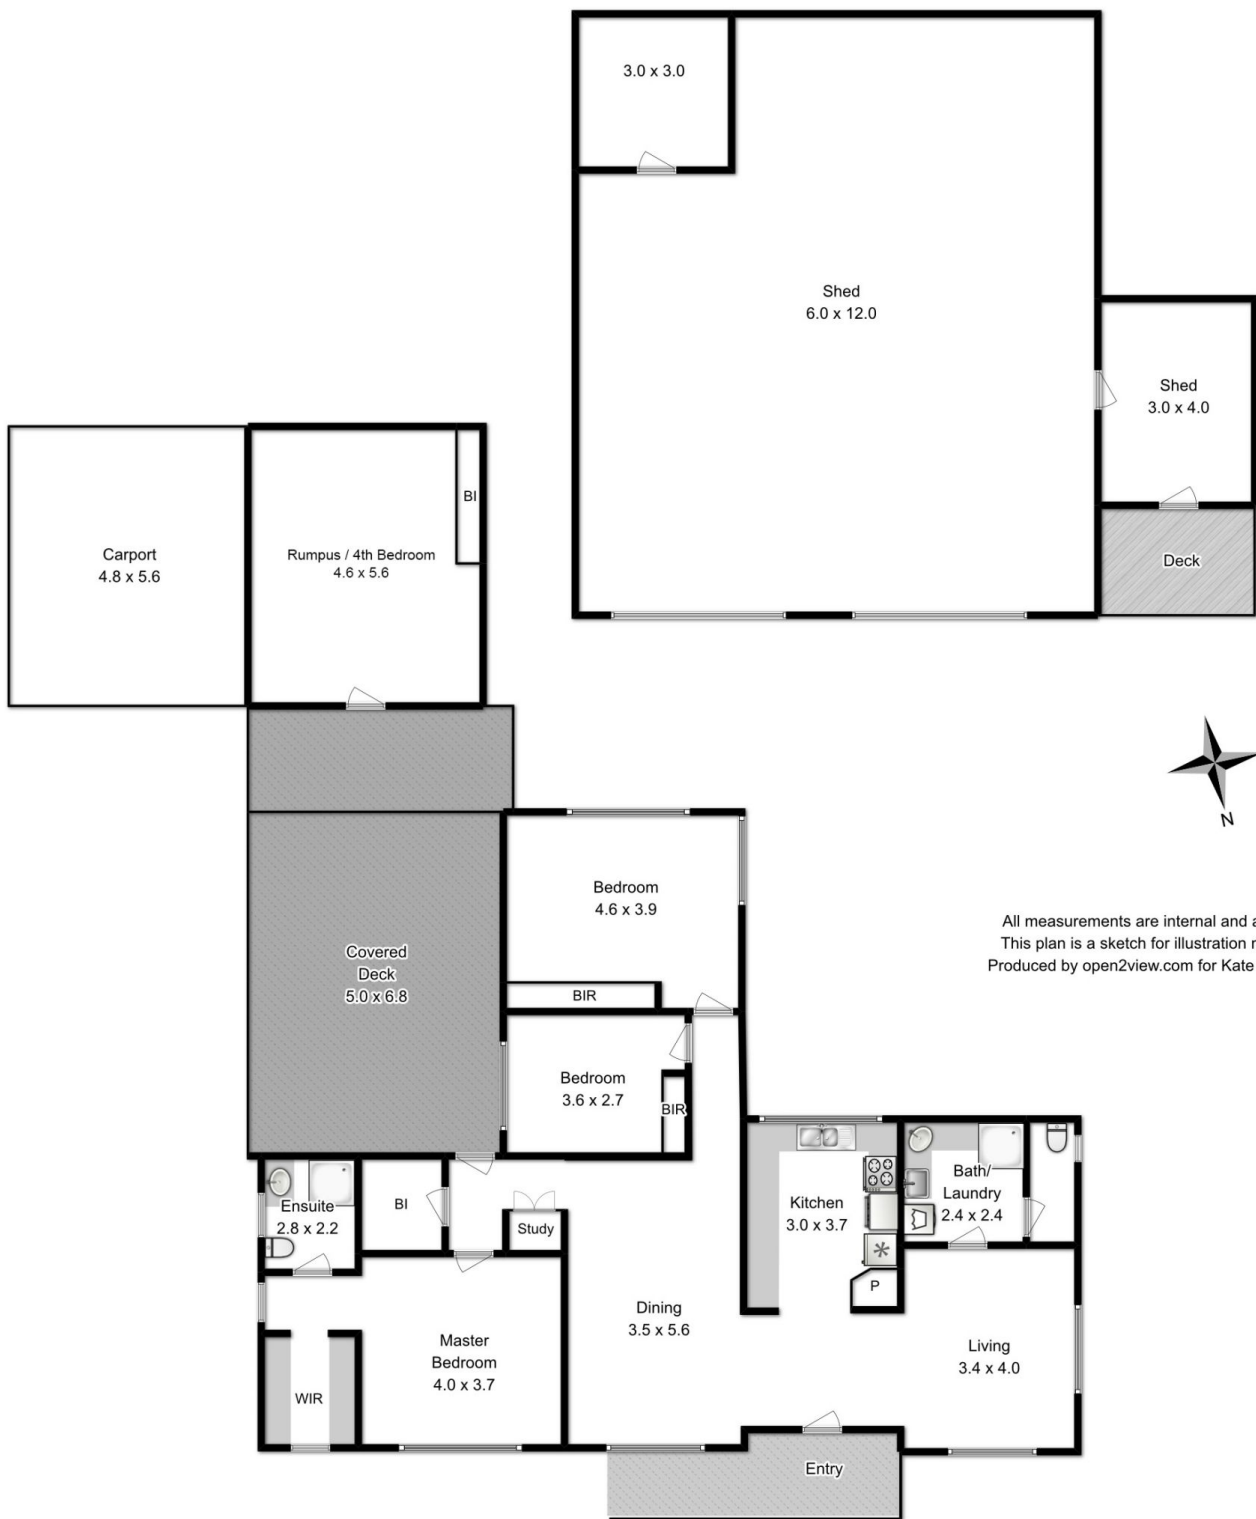 3.0 x 3.0
Shed
6.0 x 12.0
Shed
3.0 x 4.0
Deck
BI
Carport
4.8 x 5.6
Rumpus / 4th Bedroom
4.6 x 5.6
N
Bedroom
4.6 x 3.9
All measurements are internal and
This plan is a sketch for illustration
Produced by open2view.com for Kate
Covered
Deck
5.0 x 6.8
BIR
Bedroom
3.6 x 2.7
BIR
Ensuite
2.8 x 2.2
BI
Study
Kitchen
3.0 x 3.7
Bath/
Laundry
2.4 x 2.4
P
Dining
3.5 x 5.6
Master
Bedroom
4.0 x 3.7
Living
3.4 x 4.0
WIR
Entry